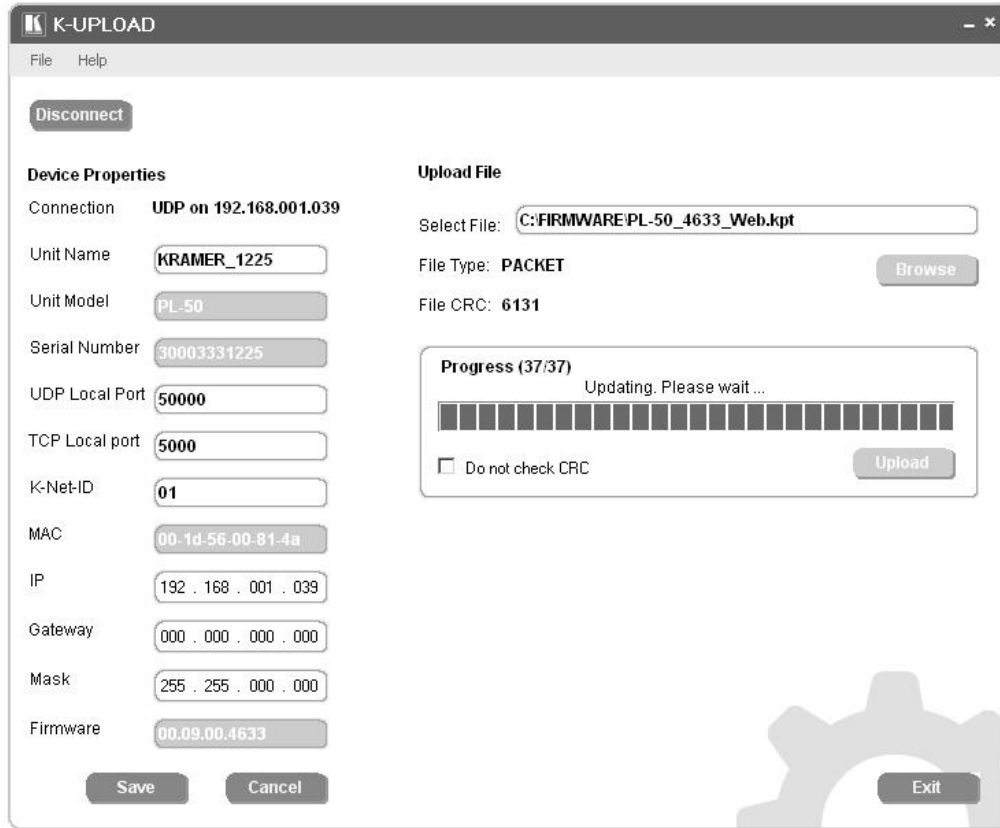 K-UPLOAD
File Help
Disconnect
Device Properties
Connection UDP on 192.168.001.039
Unit Name KRAMER_1225
Unit Model PL-50
Serial Number 30003331225
UDP Local Port 50000
TCP Local port 5000
K-Net-ID 01
MAC 00-1d-56-00-81-4a
IP 192 . 168 . 001 . 039
Gateway 000 . 000 . 000 . 000
Mask 255 . 255 . 000 . 000
Firmware 00.09.00.4633
Save Cancel
Upload File
Select File: C:\FIRMWARE\PL-50_4633_Web.kpt
File Type: PACKET
Browse
File CRC: 6131
Progress (37/37)
Updating. Please wait ...
Do not check CRC
Upload
Exit